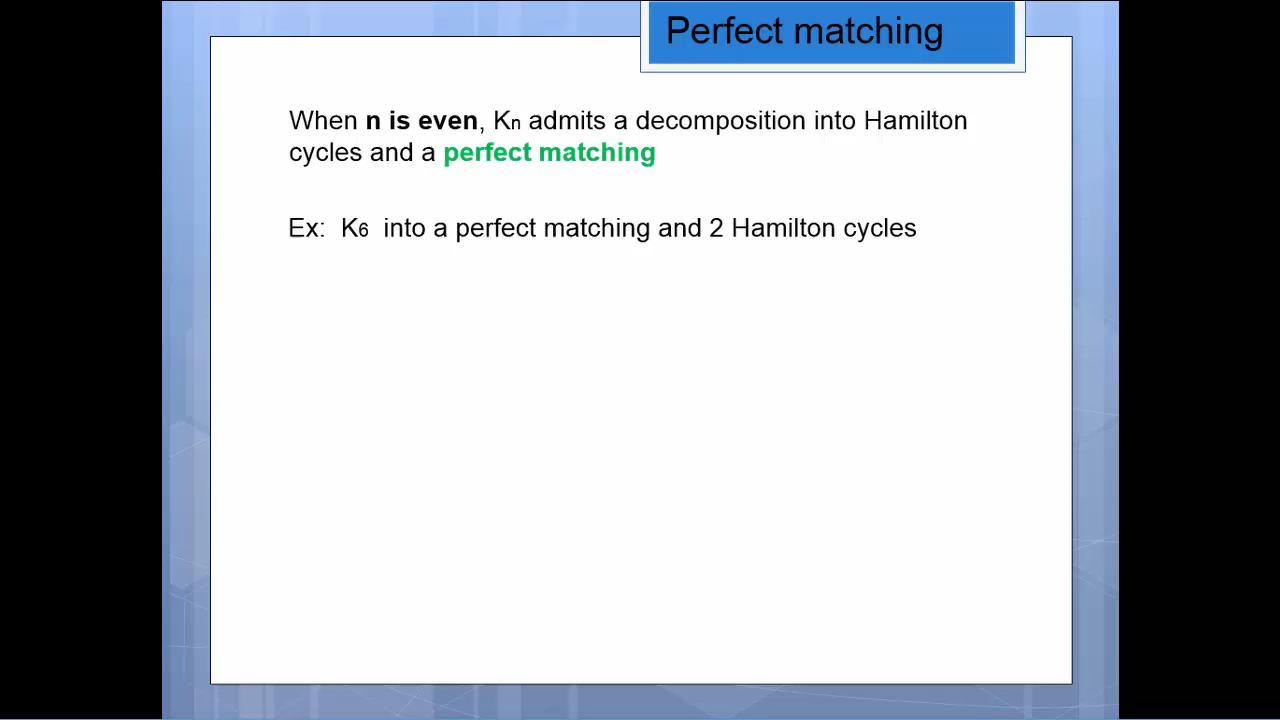 Perfect matching
When n is even, Kn admits a decomposition into Hamilton
cycles and a perfect matching
Ex: K6 into a perfect matching and 2 Hamilton cycles